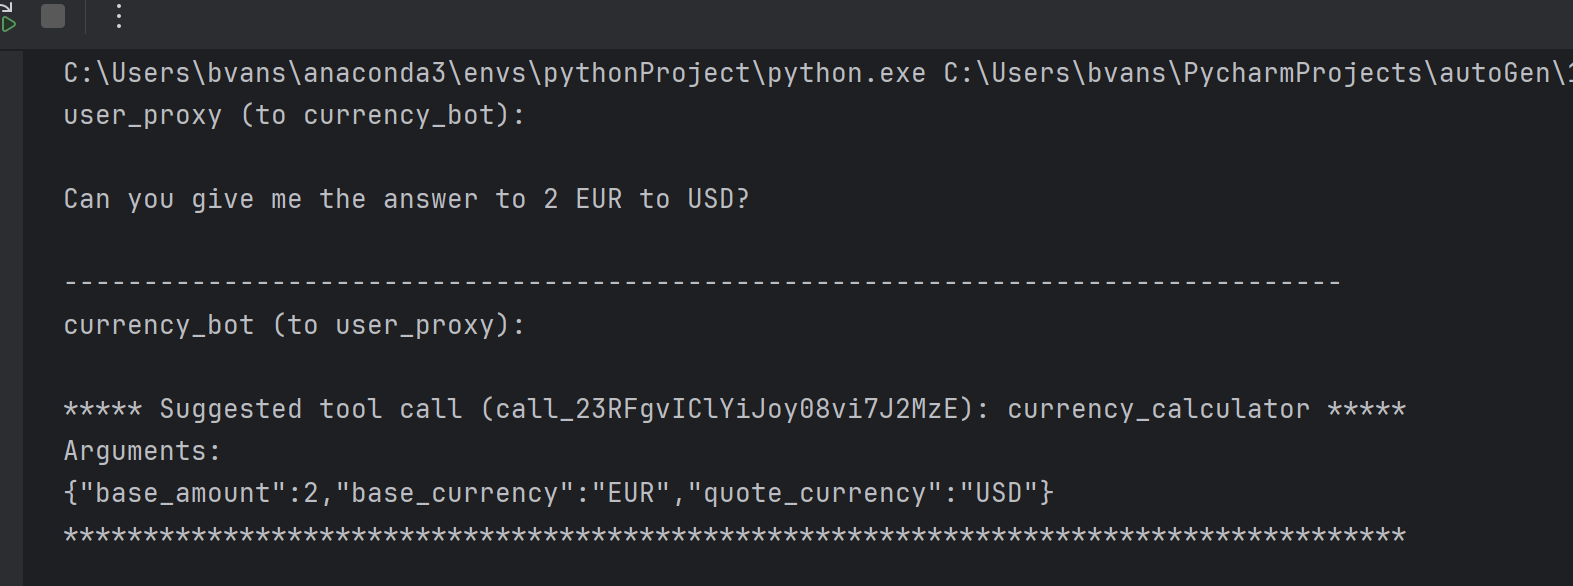 C:\Users\bvans\anaconda3\envs\pythonProject\python.exe C:\Users\bvans\PycharmProjects\autoGen\1
user_proxy (to currency_bot):
Can you give me the answer to 2 EUR to USD?
--------------------------------------------------------------------------------
currency_bot (to user_proxy):
***** Suggested tool call (call_23RFgvIClYiJoy08vi7J2MzE): currency_calculator *****
Arguments:
{"base_amount":2,"base_currency":"EUR","quote_currency":"USD"}
************************************************************************************